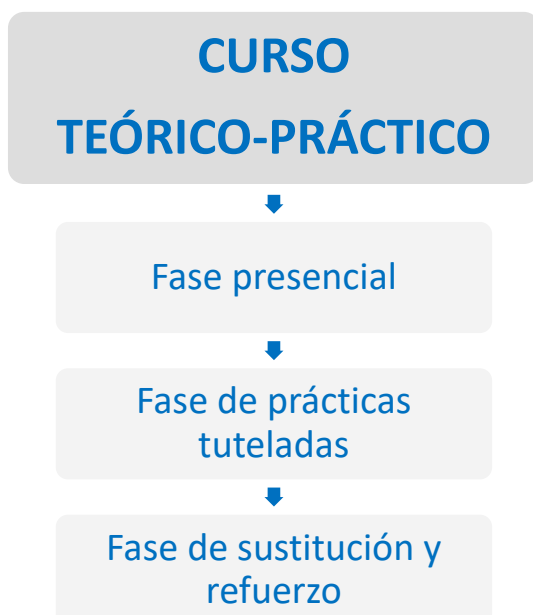 CURSO
TEÓRICO-PRÁCTICO
Fase presencial
Fase de prácticas
tuteladas
Fase de sustitución y
refuerzo